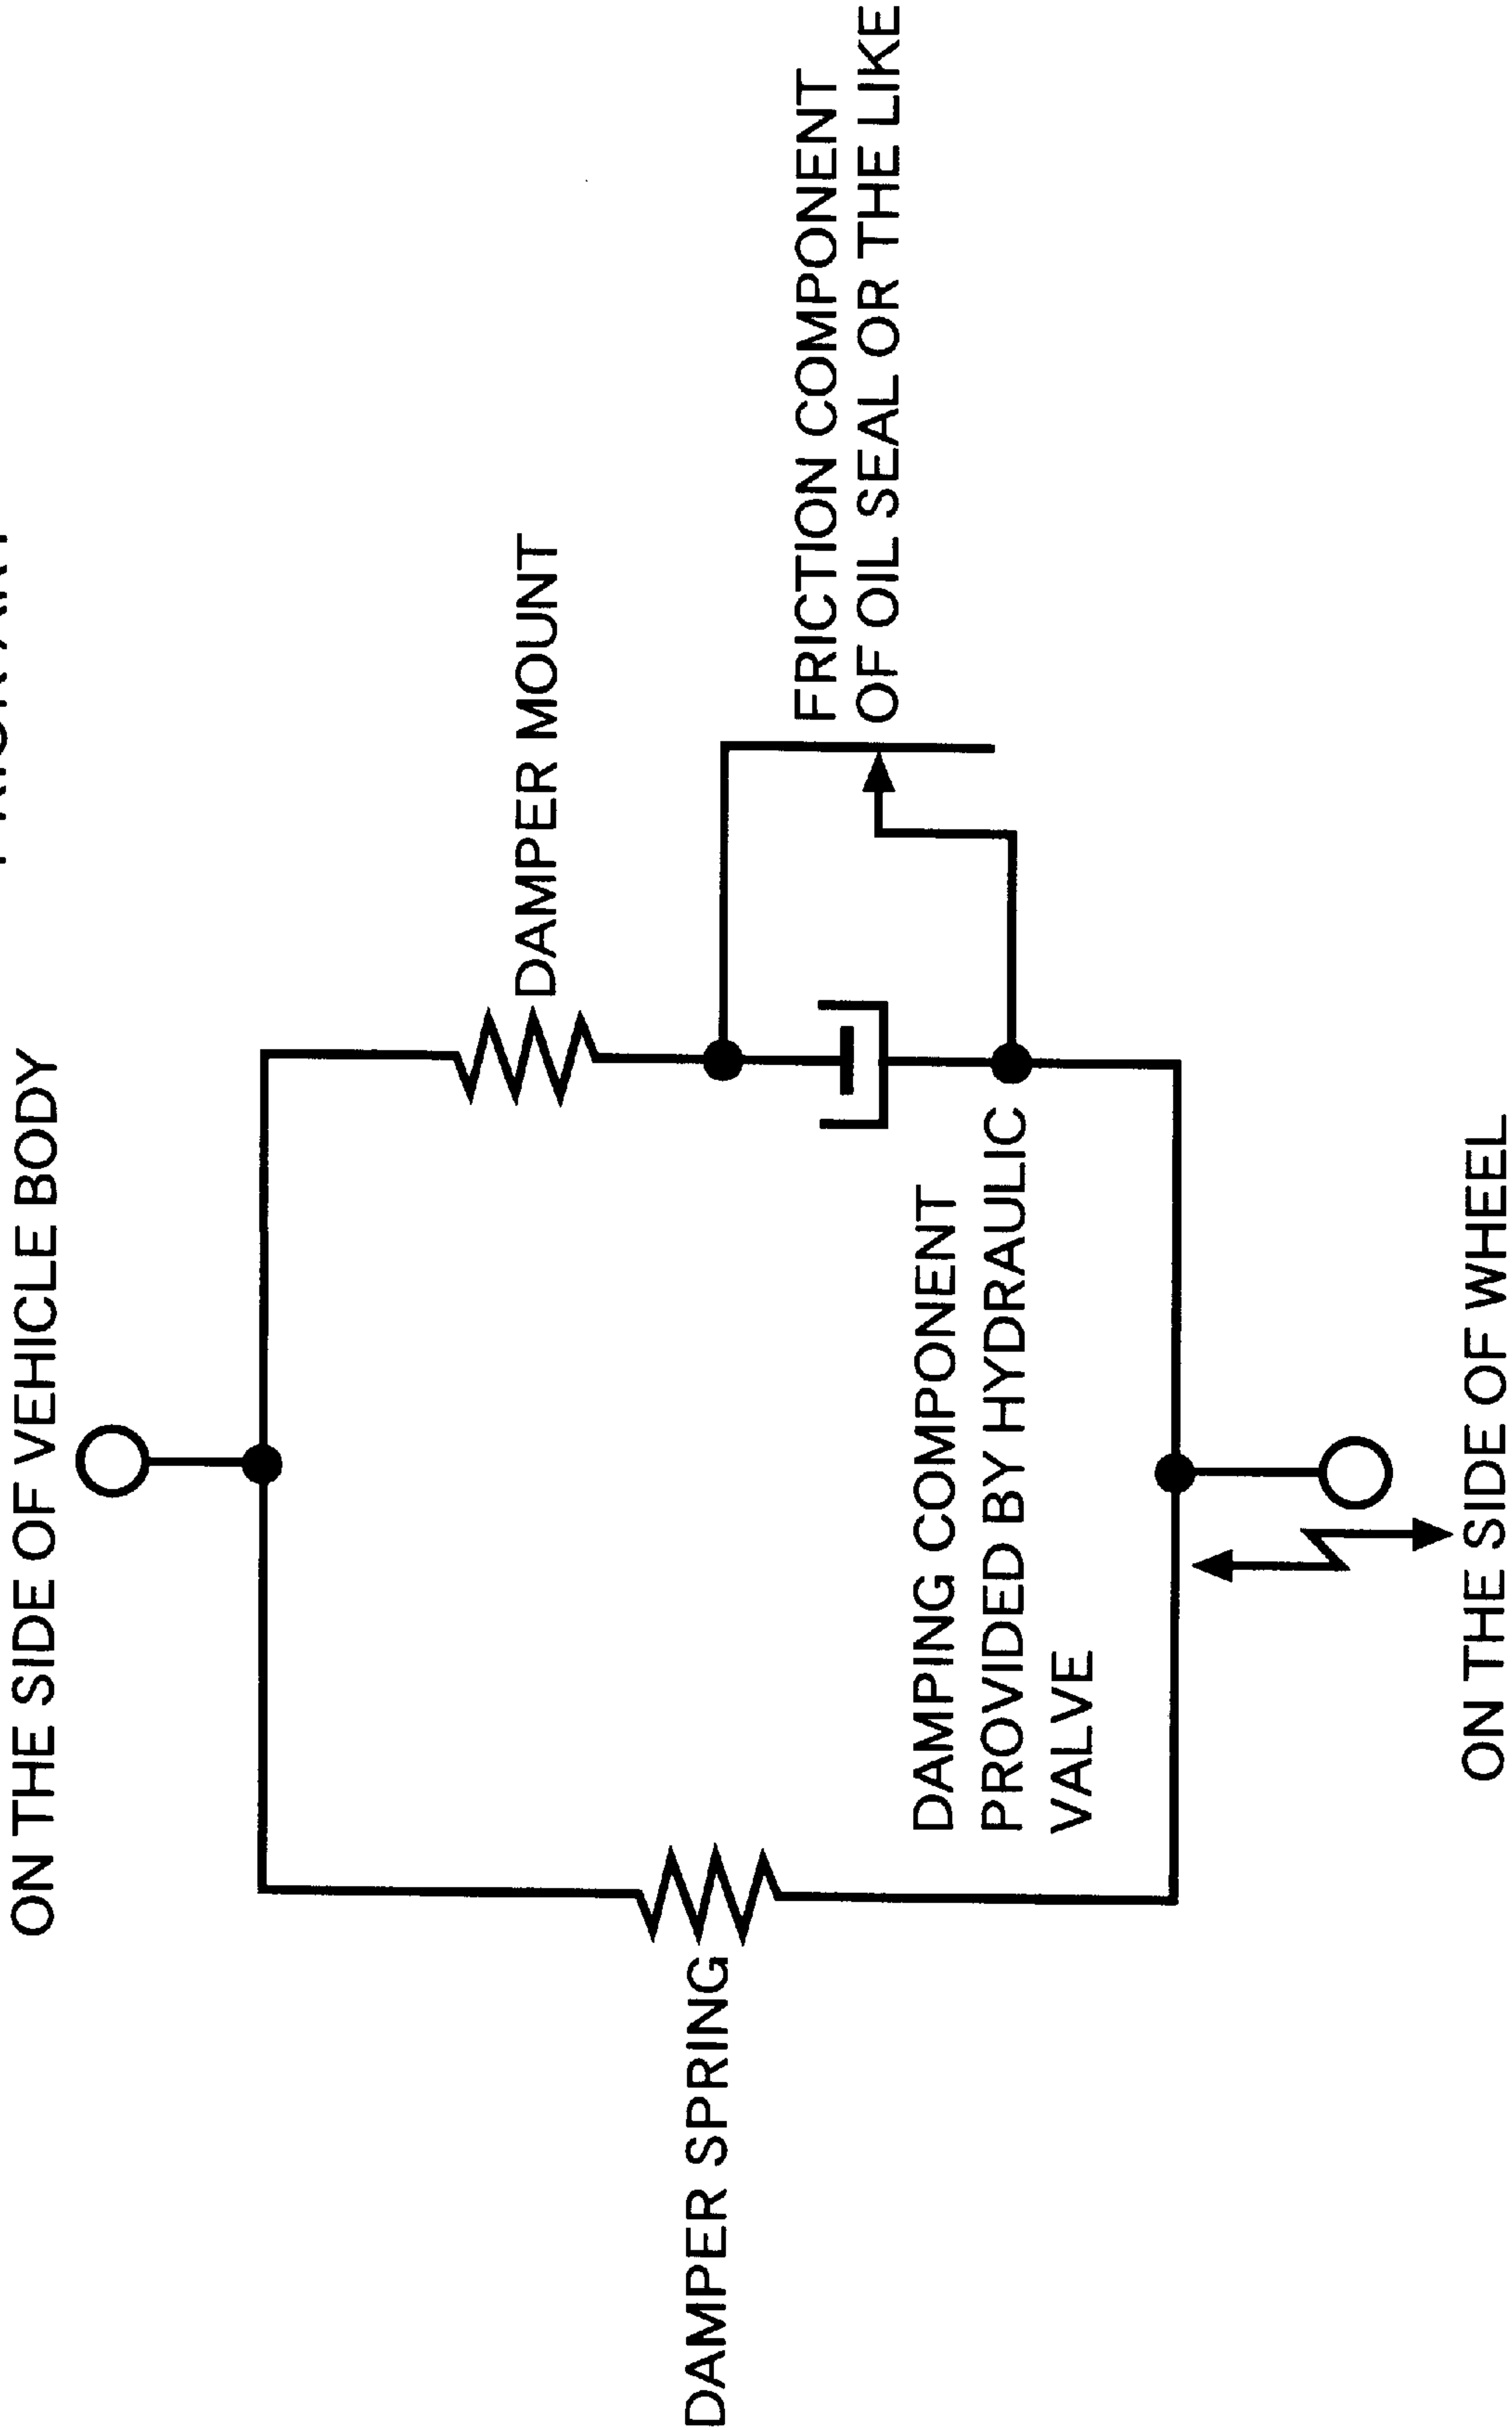 ON THE SIDE OF VEHICLE BODY
DAMPER MOUNT
DAMPER SPRING
FRICTION COMPONENT
OF OIL SEAL OR THE LIKE
DAMPING COMPONENT
PROVIDED BY HYDRAULIC
VALVE
ON THE SIDE OF WHEEL